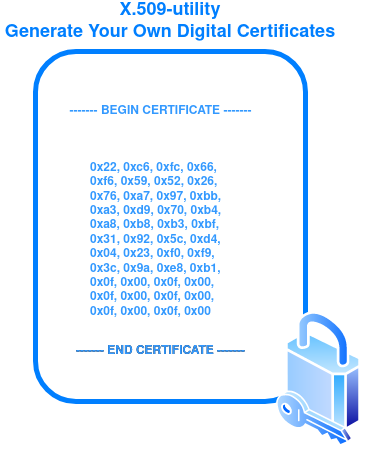 X.509-utility
Generate Your Own Digital Certificates
------- BEGIN CERTIFICATE -------
0x22, 0xc6, 0xfc, 0x66,
0xf6, 0x59, 0x52, 0x26,
0x76, 0xa7, 0x97, 0xbb,
0xa3, 0xd9, 0x70, 0xb4,
0xa8, 0xb8, 0xb3, 0xbf,
0x31, 0x92, 0x5c, 0xd4,
0x04, 0x23, 0xf0, 0xf9,
0x3c, 0x9a, 0xe8, 0xb1,
0x0f, 0x00, 0x0f, 0x00,
0x0f, 0x00, 0x0f, 0x00,
0x0f, 0x00, 0x0f, 0x00
------- END CERTIFICATE -------